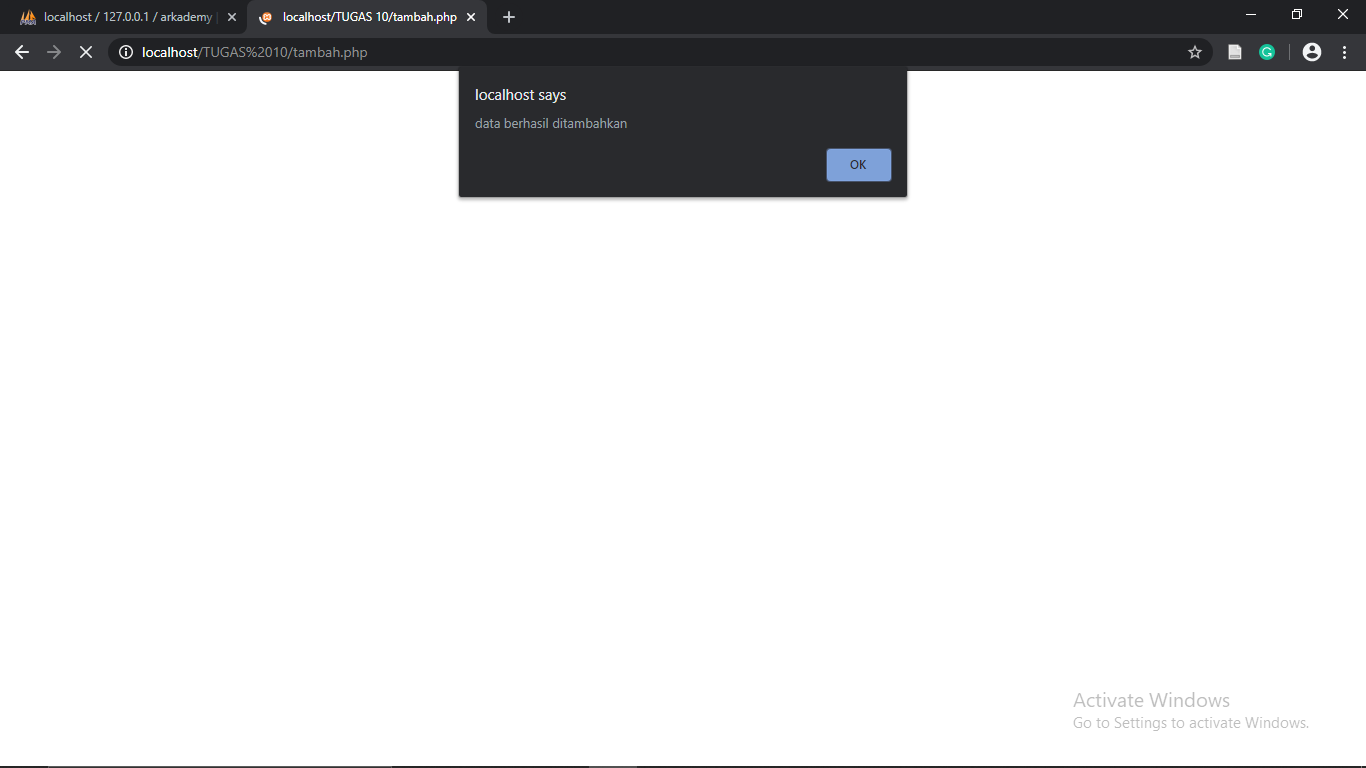 localhost / 127.0.0.1 / arkademy
localhost/TUGAS 10/tambah.php
localhost/TUGAS%2010/tambah.php
localhost says
data berhasil ditambahkan
OK
Activate Windows
Go to Settings to activate Windows.